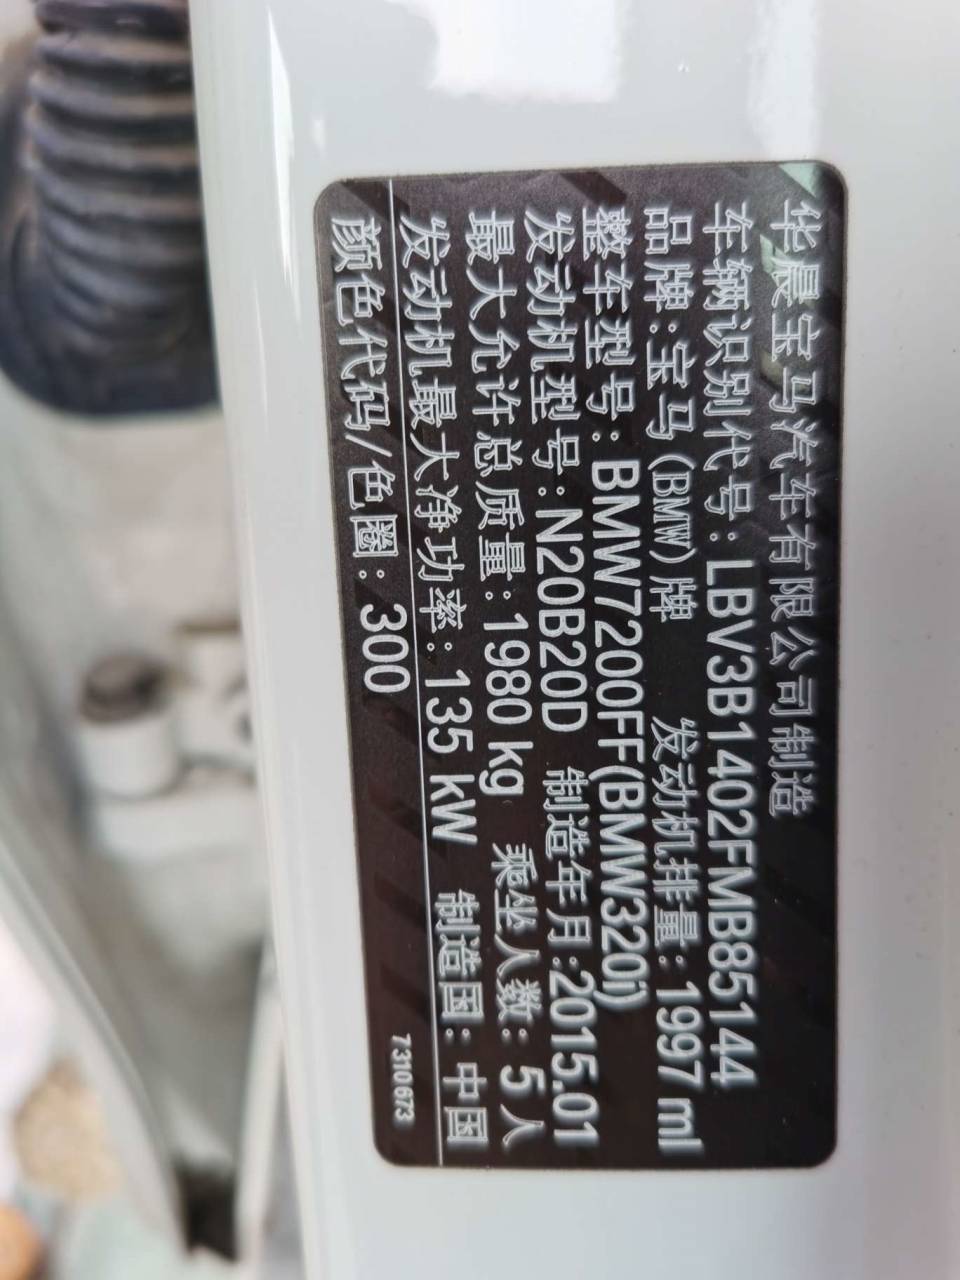 华晨宝马汽车有限公司制造
车辆识别代号:LBV3B1402FMB85144
品牌:宝马(BMW)牌 发动机排量:1997 ml
整车型号:BMW7200FF(BMW320i)
发动机型号:N20B20D 制造年月:2015.01
最大允许总质量:1980 kg 乘坐人数:5人
发动机最大净功率:135 kW 制造国:中国
颜色代码/色圈:300
7 310 673